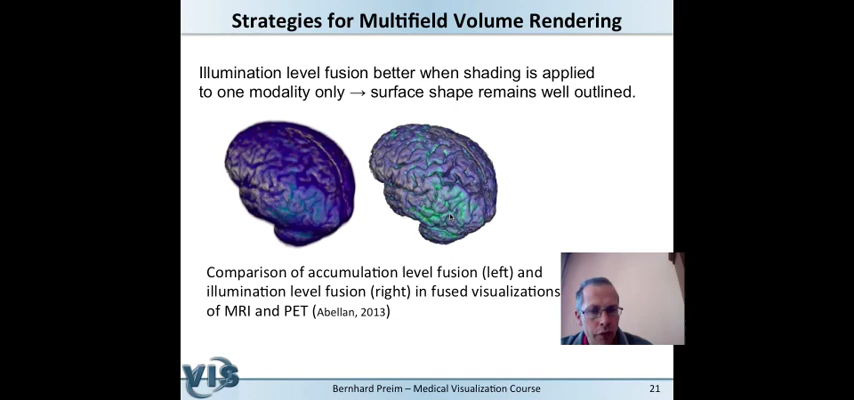 Strategies for Multifield Volume Rendering
Illumination level fusion better when shading is applied
to one modality only → surface shape remains well outlined.
Comparison of accumulation level fusion (left) and
illumination level fusion (right) in fused visualizations
of MRI and PET (Abellan, 2013)
VIS
Bernhard Preim – Medical Visualization Course
21